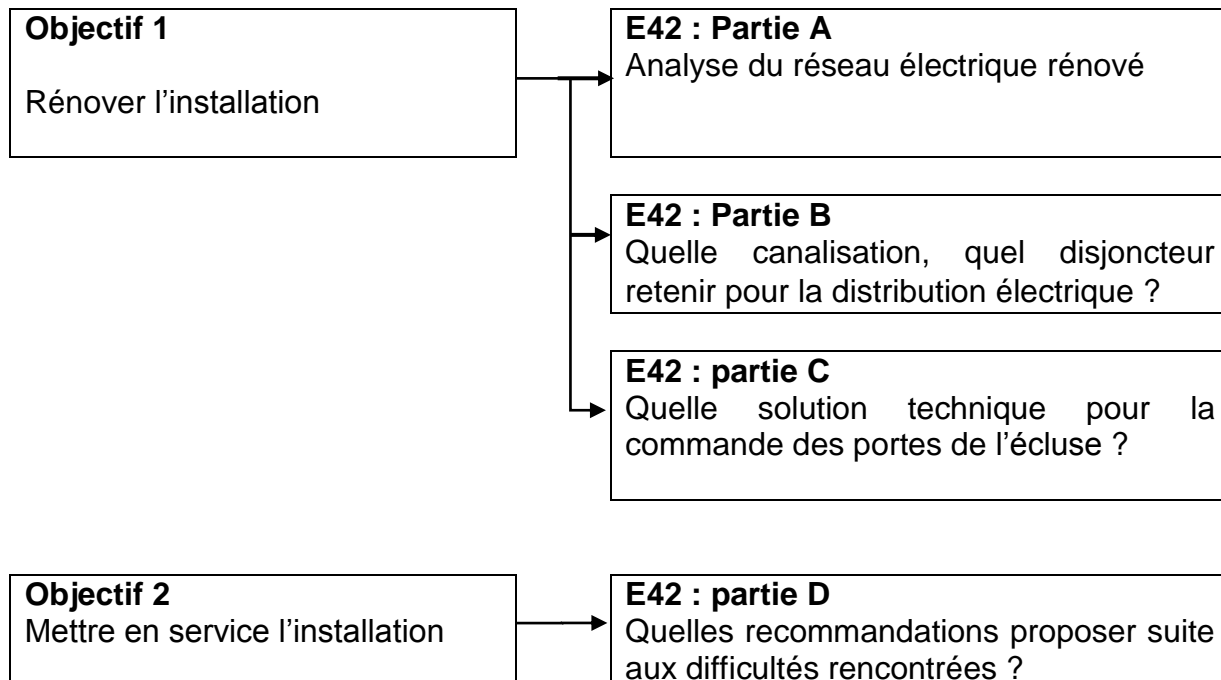 Objectif 1
Rénover l'installation
E42 : Partie A
Analyse du réseau électrique rénové
E42 : Partie B
Quelle canalisation, quel disjoncteur
retenir pour la distribution électrique ?
E42 : partie C
Quelle solution technique pour la
commande des portes de l'écluse ?
Objectif 2
Mettre en service l'installation
E42 : partie D
Quelles recommandations proposer suite
aux difficultés rencontrées ?